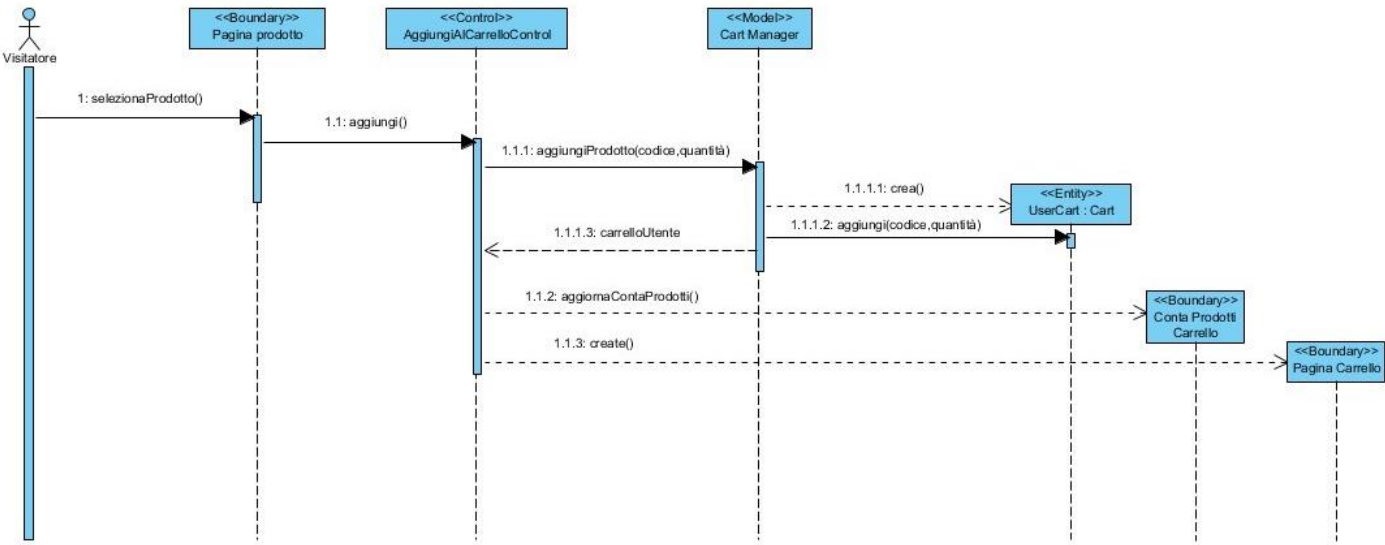 <<Boundary>>
Pagina prodotto
<<Control>>
AggiungiAlCarrelloControl
<<Model>>
Cart Manager
Visitatore
1: selezionaProdotto()
1.1: aggiungi()
1.1.1: aggiungiProdotto(codice,quantità)
1.1.1.1: crea()
<<Entity>>
UserCart : Cart
1.1.1.2: aggiungi(codice,quantità)
1.1.1.3: carrelloUtente
1.1.2: aggiornaContaProdotti()
<<Boundary>>
Conta Prodotti
Carrello
1.1.3: create()
<<Boundary>>
Pagina Carrello